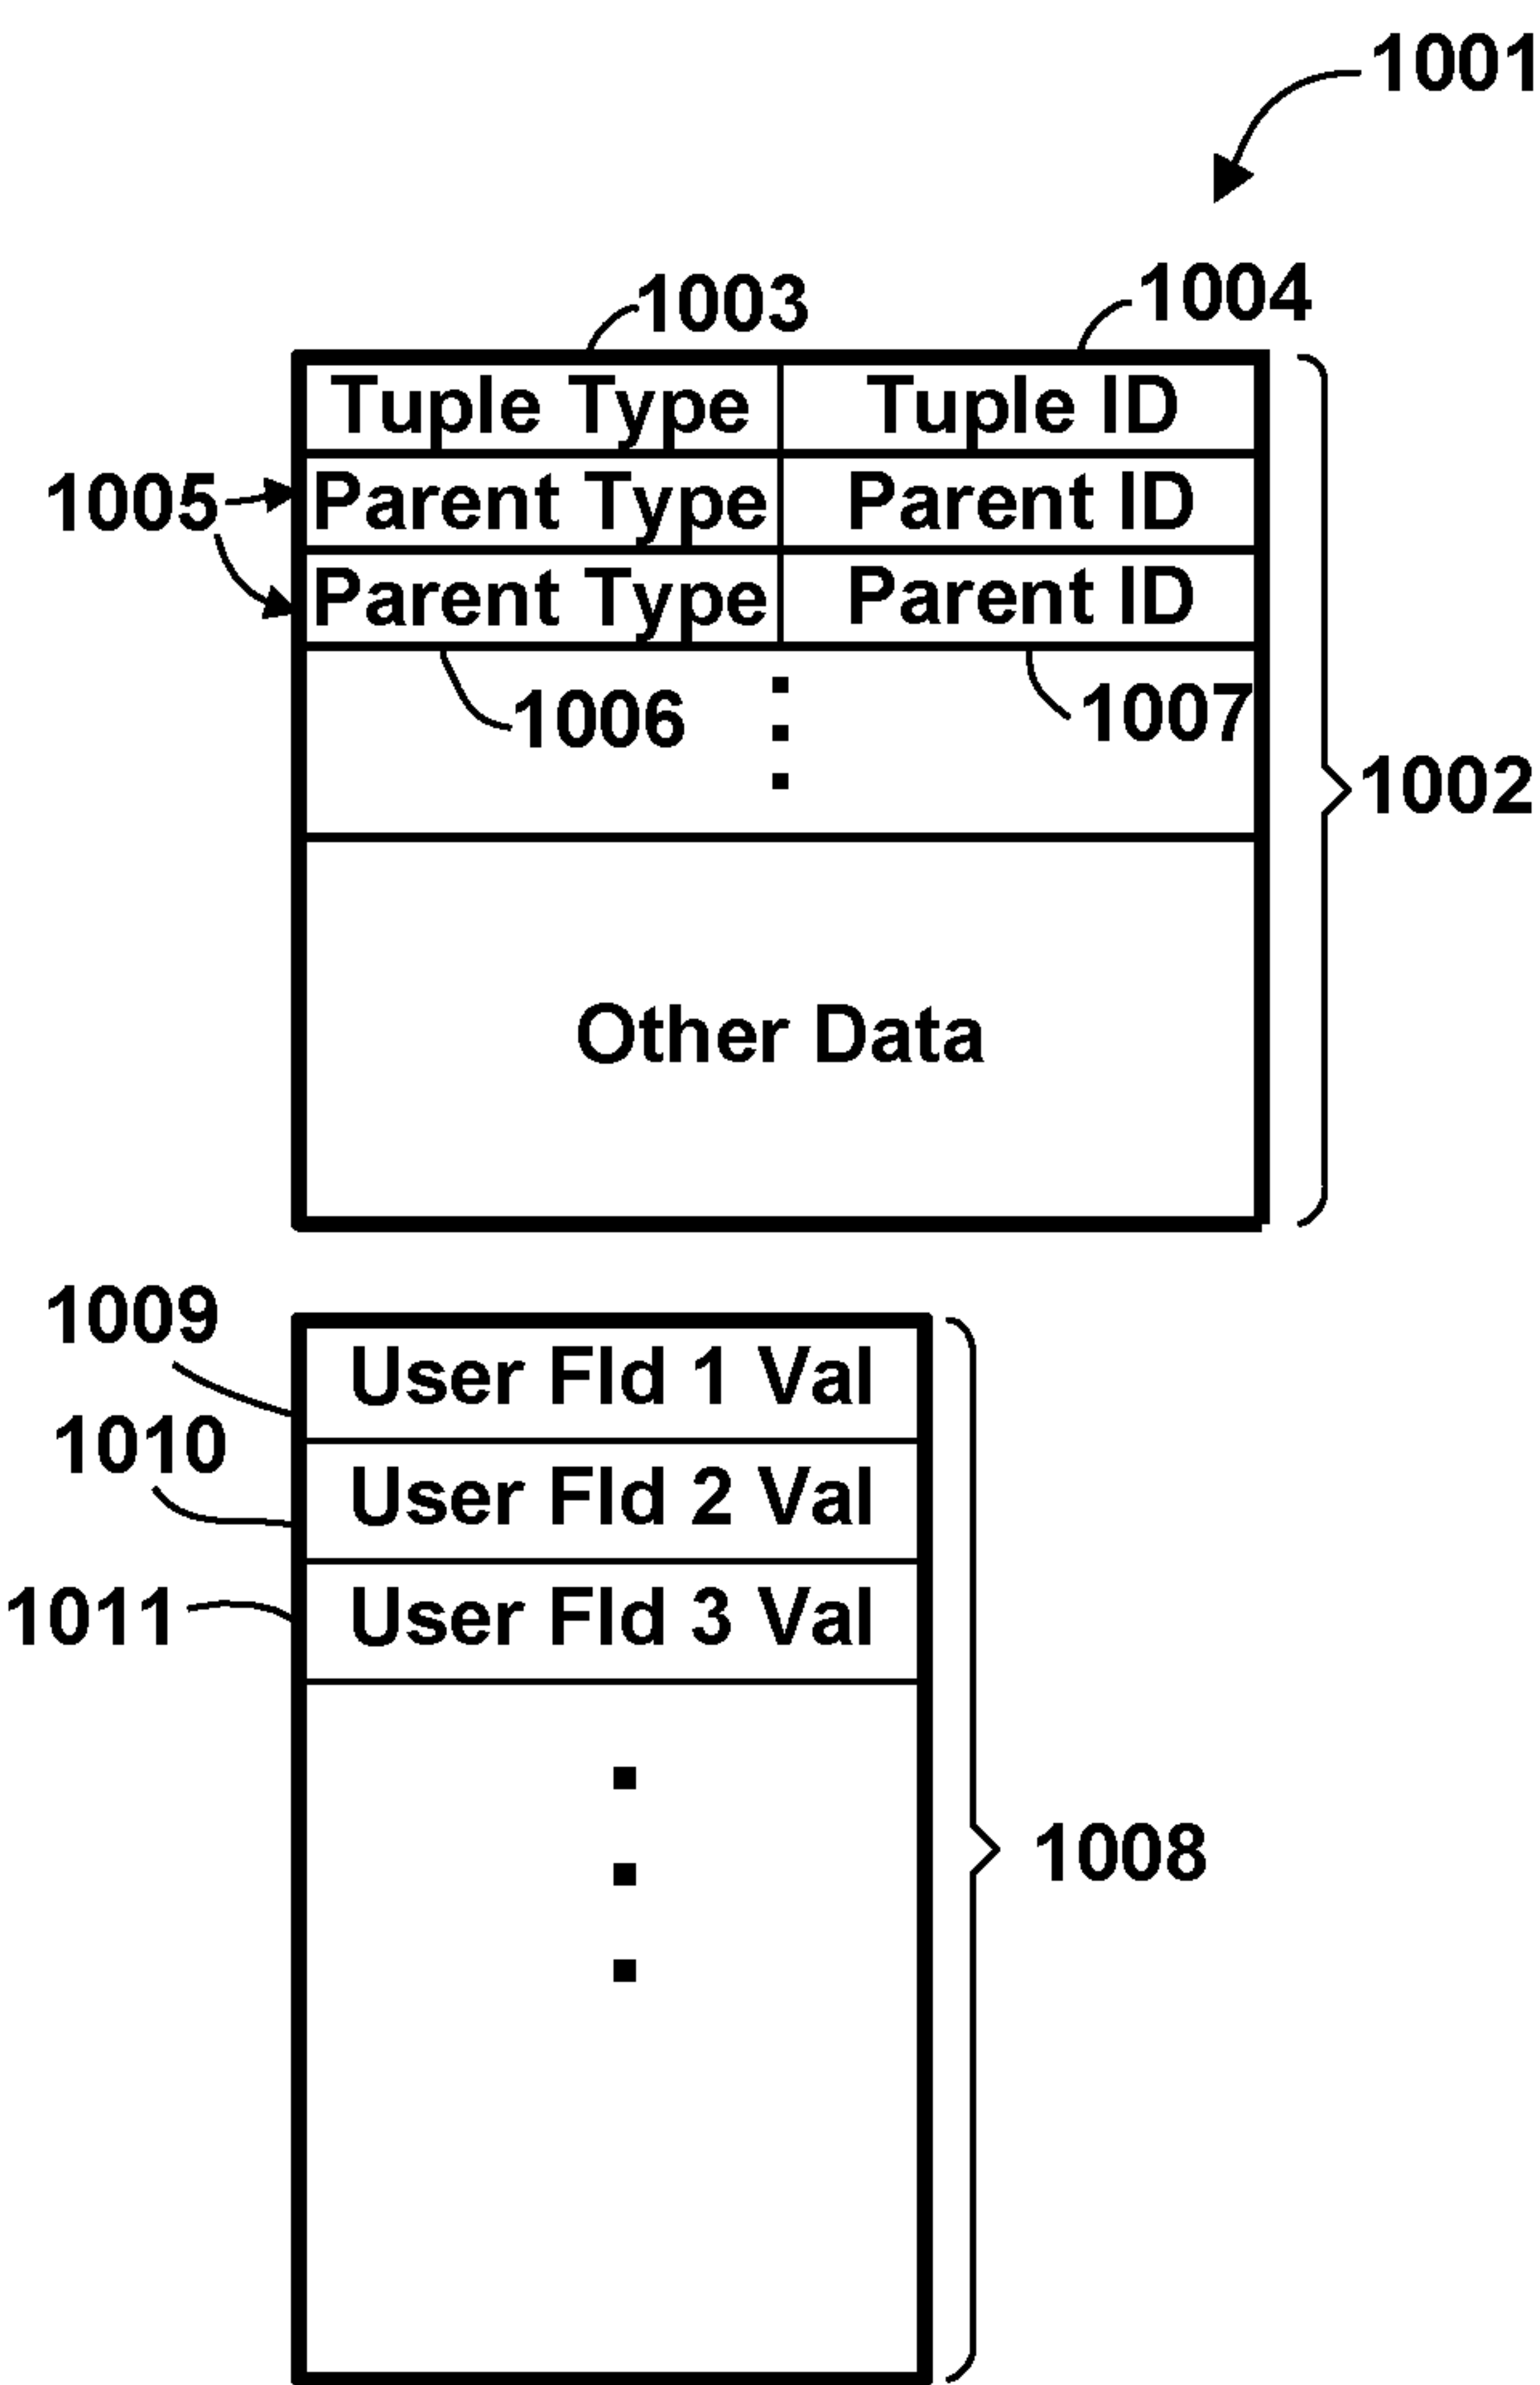 1001
1003 1004
Tuple Type Tuple ID
1005 Parent Type Parent ID
Parent Type Parent ID
1006 1007
1002
Other Data
1009
User Fld 1 Val
1010
User Fld 2 Val
1011 User Fld 3 Val
1008